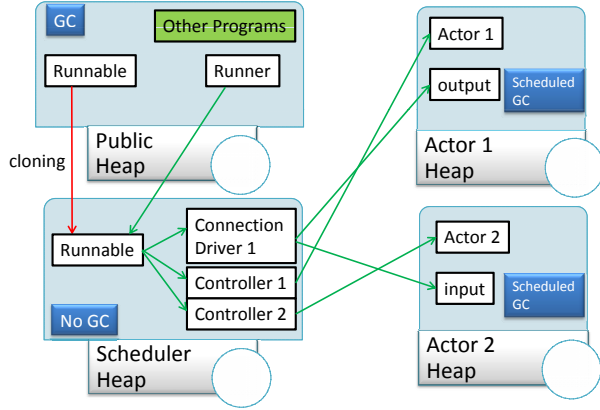 GC
Other Programs
Runnable
Runner
cloning
Public
Heap
Runnable
Connection
Driver 1
Controller 1
Controller 2
No GC
Scheduler
Heap
Actor 1
output
Scheduled
GC
Actor 1
Heap
Actor 2
input
Scheduled
GC
Actor 2
Heap